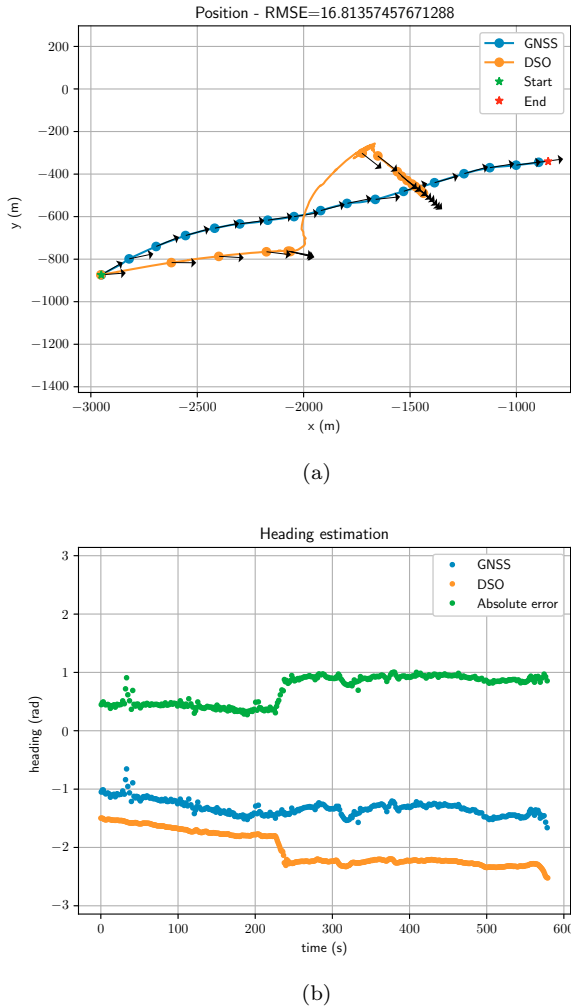 Position - RMSE=16.81357457671288
GNSS
DSO
Start
End
200
0
−200
−400
−600
−800
−1000
−1200
−1400
y (m)
−3000 −2500 −2000 −1500 −1000
x (m)
(a)
Heading estimation
GNSS
DSO
Absolute error
3
2
1
0
−1
−2
−3
heading (rad)
0 100 200 300 400 500 600
time (s)
(b)